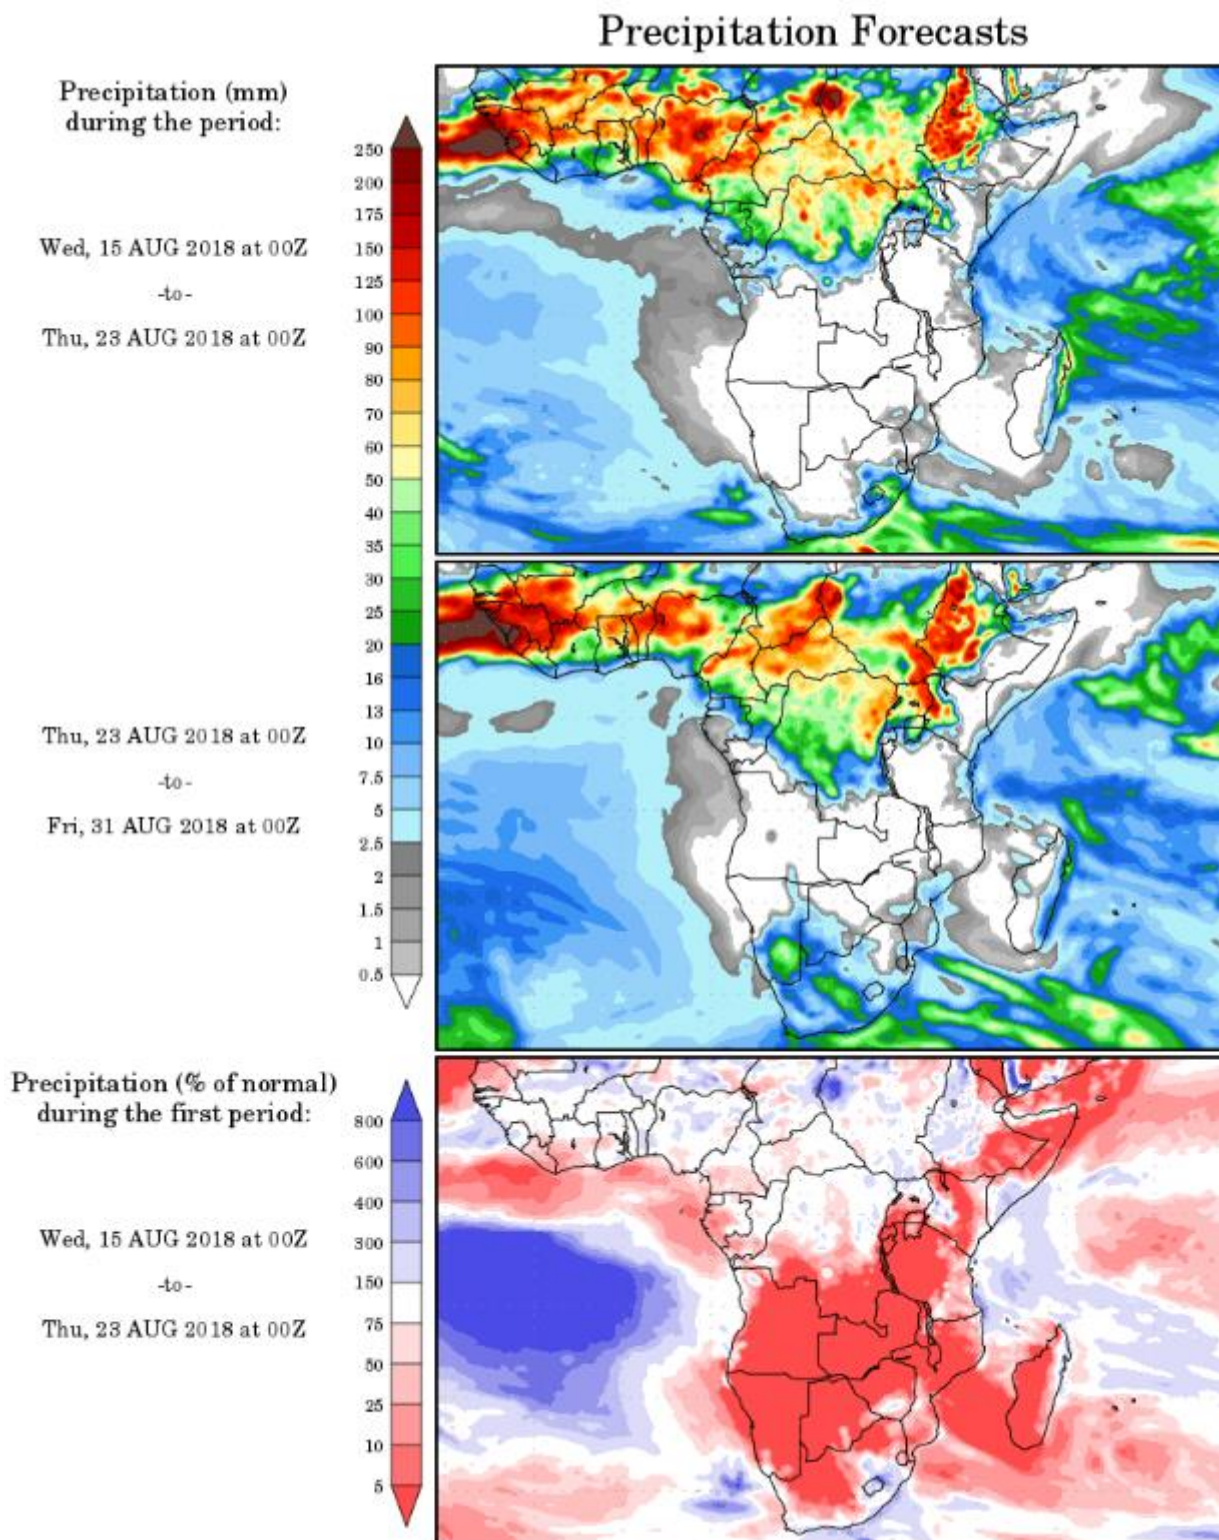 Precipitation Forecasts
Precipitation (mm)
during the period:
Wed, 15 AUG 2018 at 00Z
-to-
Thu, 23 AUG 2018 at 00Z
250
200
175
150
125
100
90
80
70
60
50
40
35
30
25
20
16
13
10
7.5
5
2.5
2
1.5
1
0.5
Thu, 23 AUG 2018 at 00Z
-to-
Fri, 31 AUG 2018 at 00Z
Precipitation (% of normal)
during the first period:
Wed, 15 AUG 2018 at 00Z
-to-
Thu, 23 AUG 2018 at 00Z
800
600
400
300
150
75
50
25
10
5